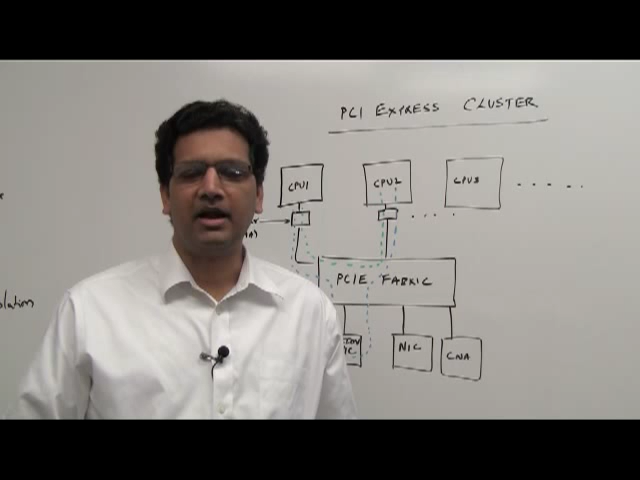 PCI EXPRESS CLUSTER
CPU1 CPU2 CPU3
PCIE FABRIC
NIC CNA